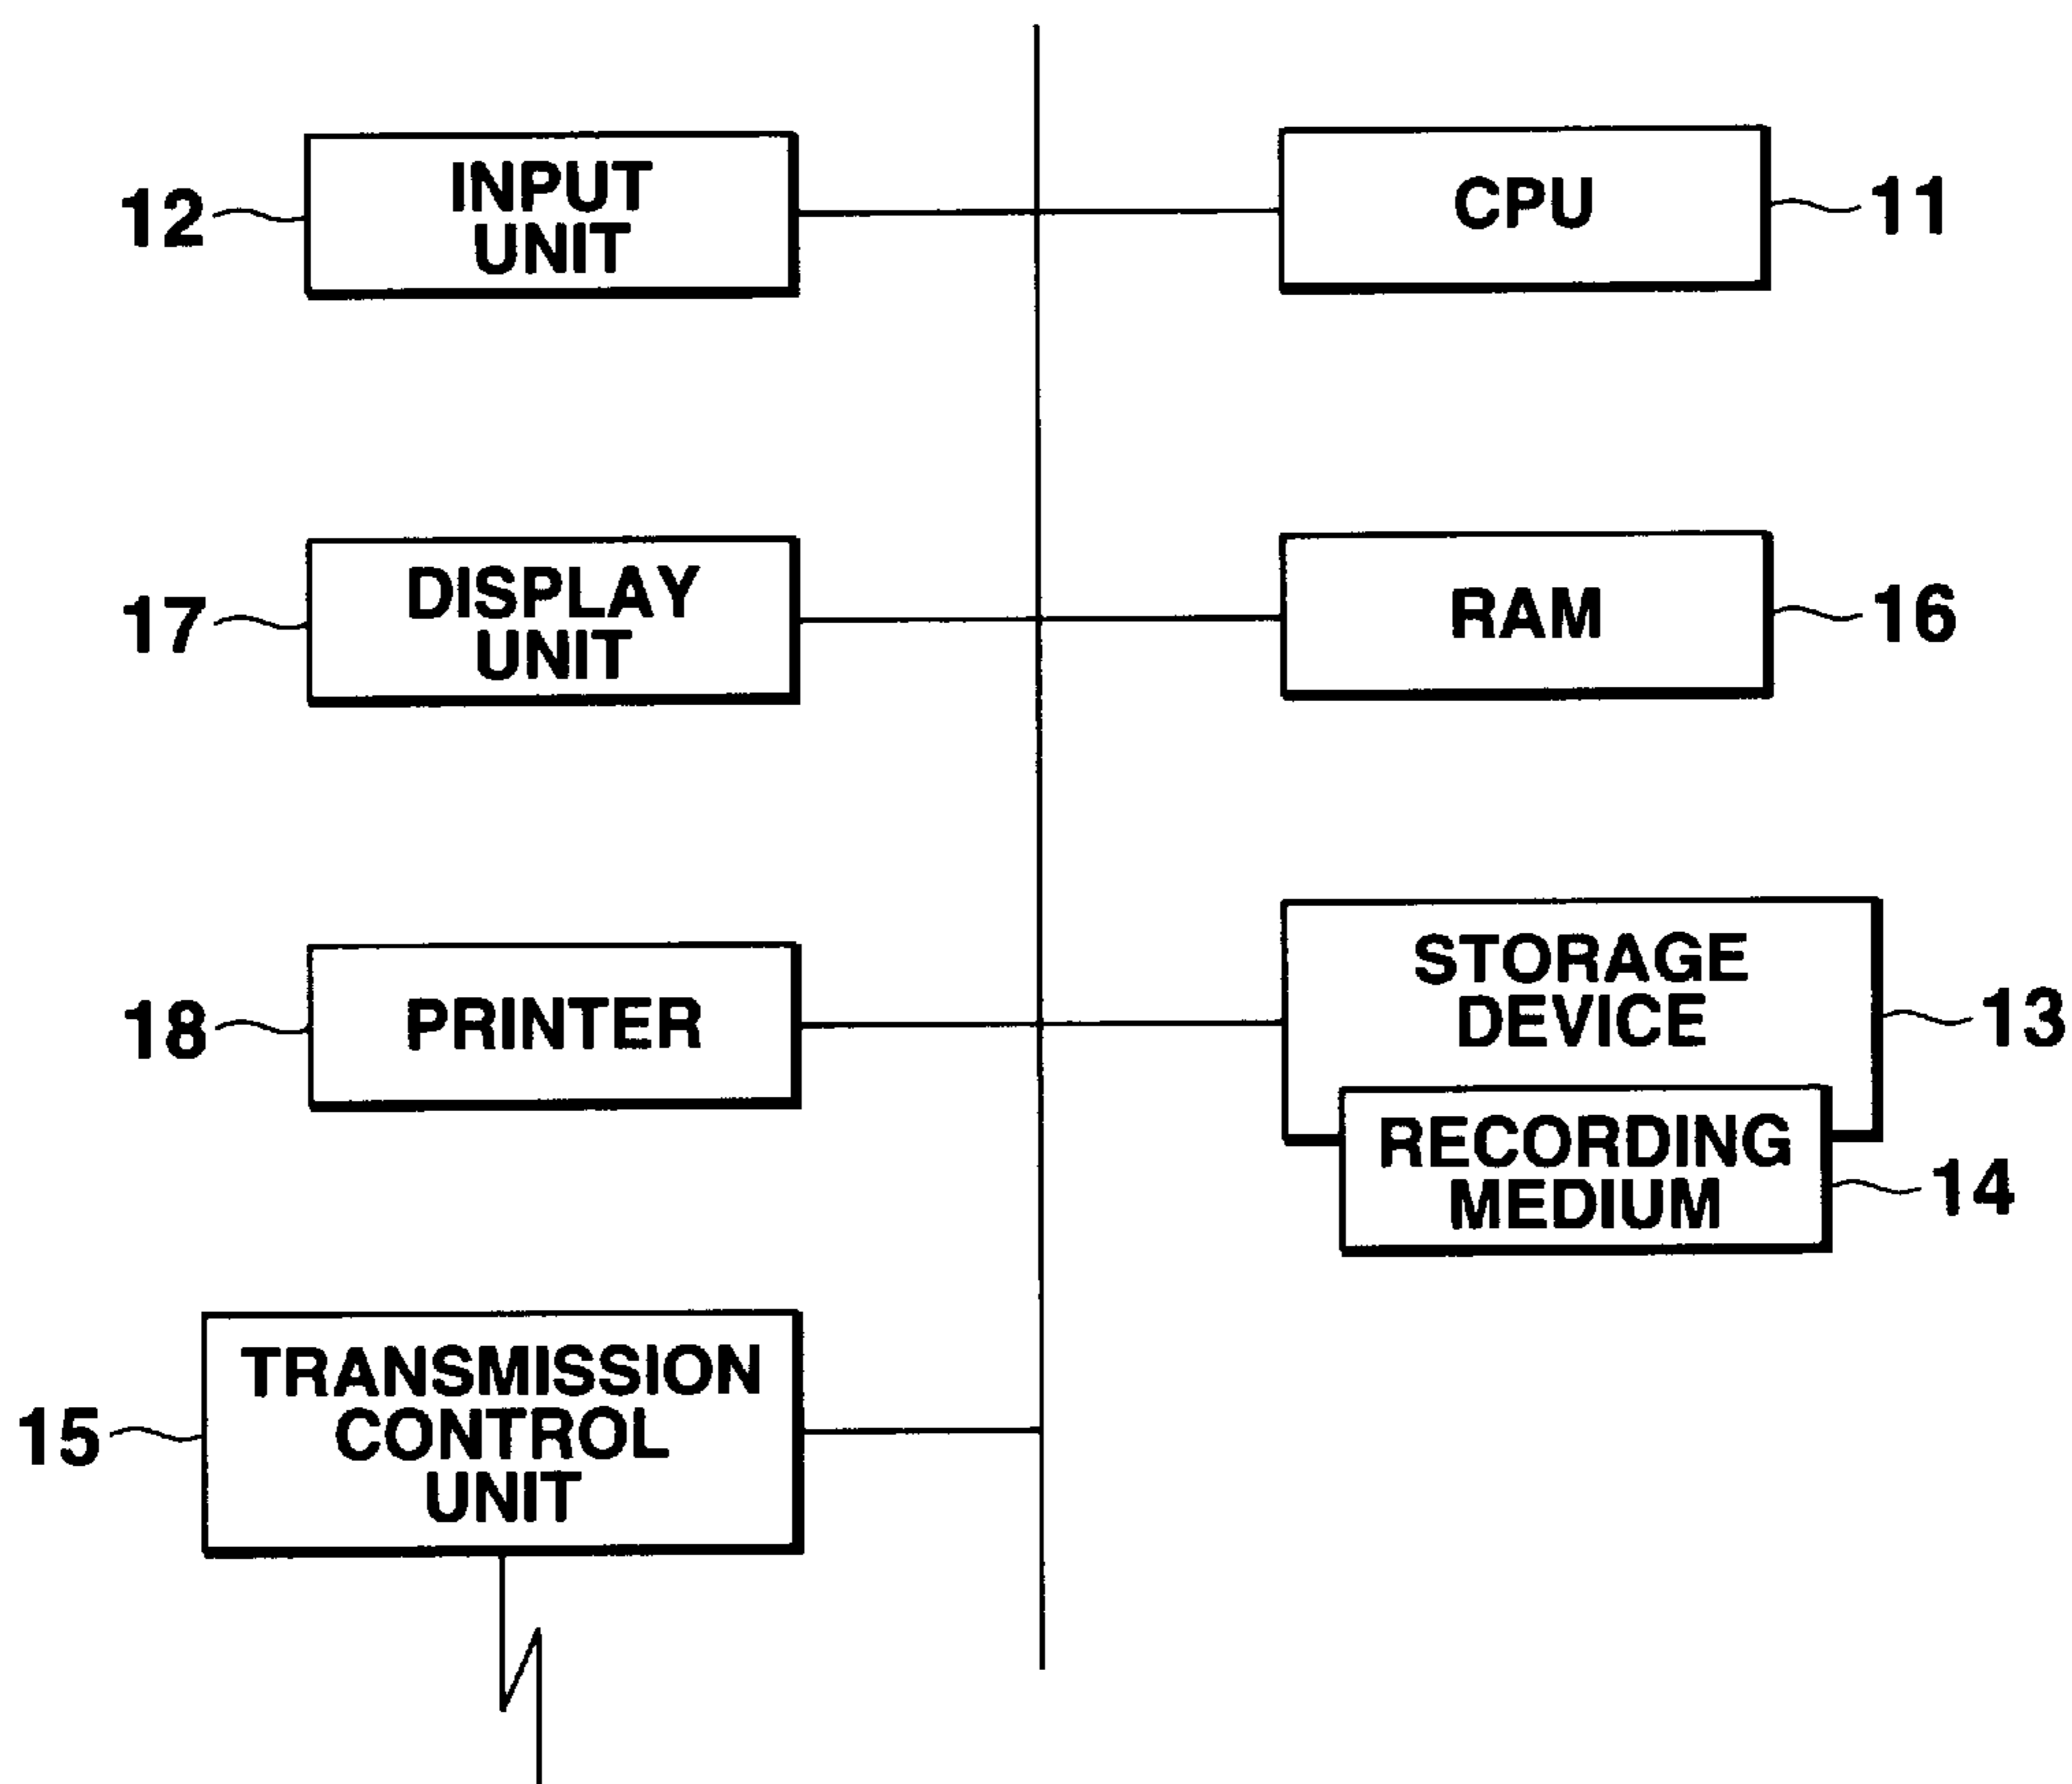 12
INPUT
UNIT
CPU
11
17
DISPLAY
UNIT
RAM
16
18
PRINTER
STORAGE
DEVICE
13
RECORDING
MEDIUM
14
15
TRANSMISSION
CONTROL
UNIT